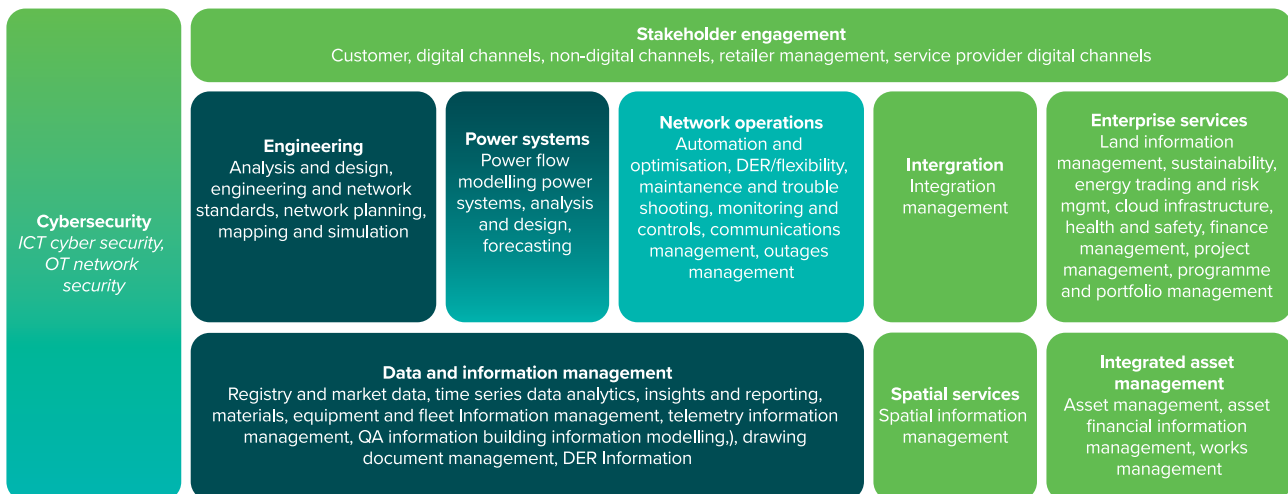 Cybersecurity
ICT cyber security,
OT network
security
Stakeholder engagement
Customer, digital channels, non-digital channels, retailer management, service provider digital channels
Engineering
Analysis and design,
engineering and network
standards, network planning,
mapping and simulation
Power systems
Power flow
modelling power
systems, analysis
and design,
forecasting
Network operations
Automation and
optimisation, DER/flexibility,
maintanence and trouble
shooting, monitoring and
controls, communications
management, outages
management
Intergration
Integration
management
Enterprise services
Land information
management, sustainability,
energy trading and risk
mgmt, cloud infrastructure,
health and safety, finance
management, project
management, programme
and portfolio management
Data and information management
Registry and market data, time series data analytics, insights and reporting,
materials, equipment and fleet Information management, telemetry information
management, QA information building information modelling,), drawing
document management, DER Information
Spatial services
Spatial information
management
Integrated asset
management
Asset management, asset
financial information
management, works
management